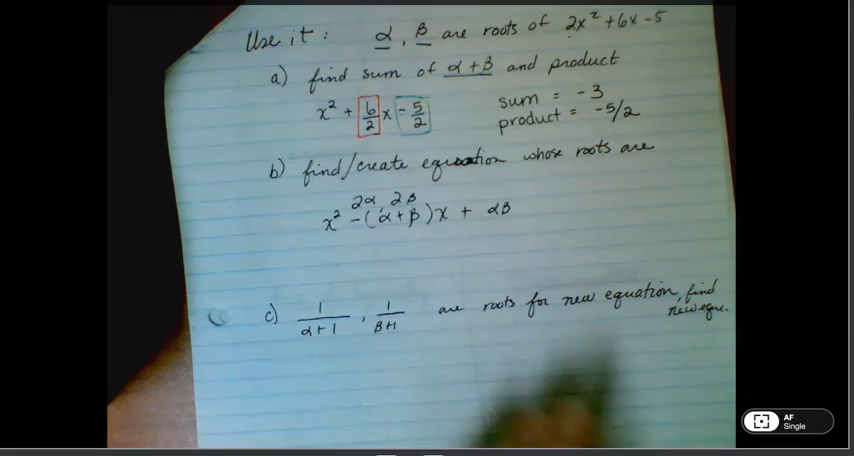 Use it : α , β are roots of 2x² + 6x - 5
a) find sum of α + β and product
x² + 6/2 x - 5/2
sum = - 3
product = - 5/2
b) find/create equation whose roots are
2α, 2β
x² - (α + β)x + αβ
c) 1/(α+1) , 1/(β+1) are roots for new equation, find
new equ.
AF
Single